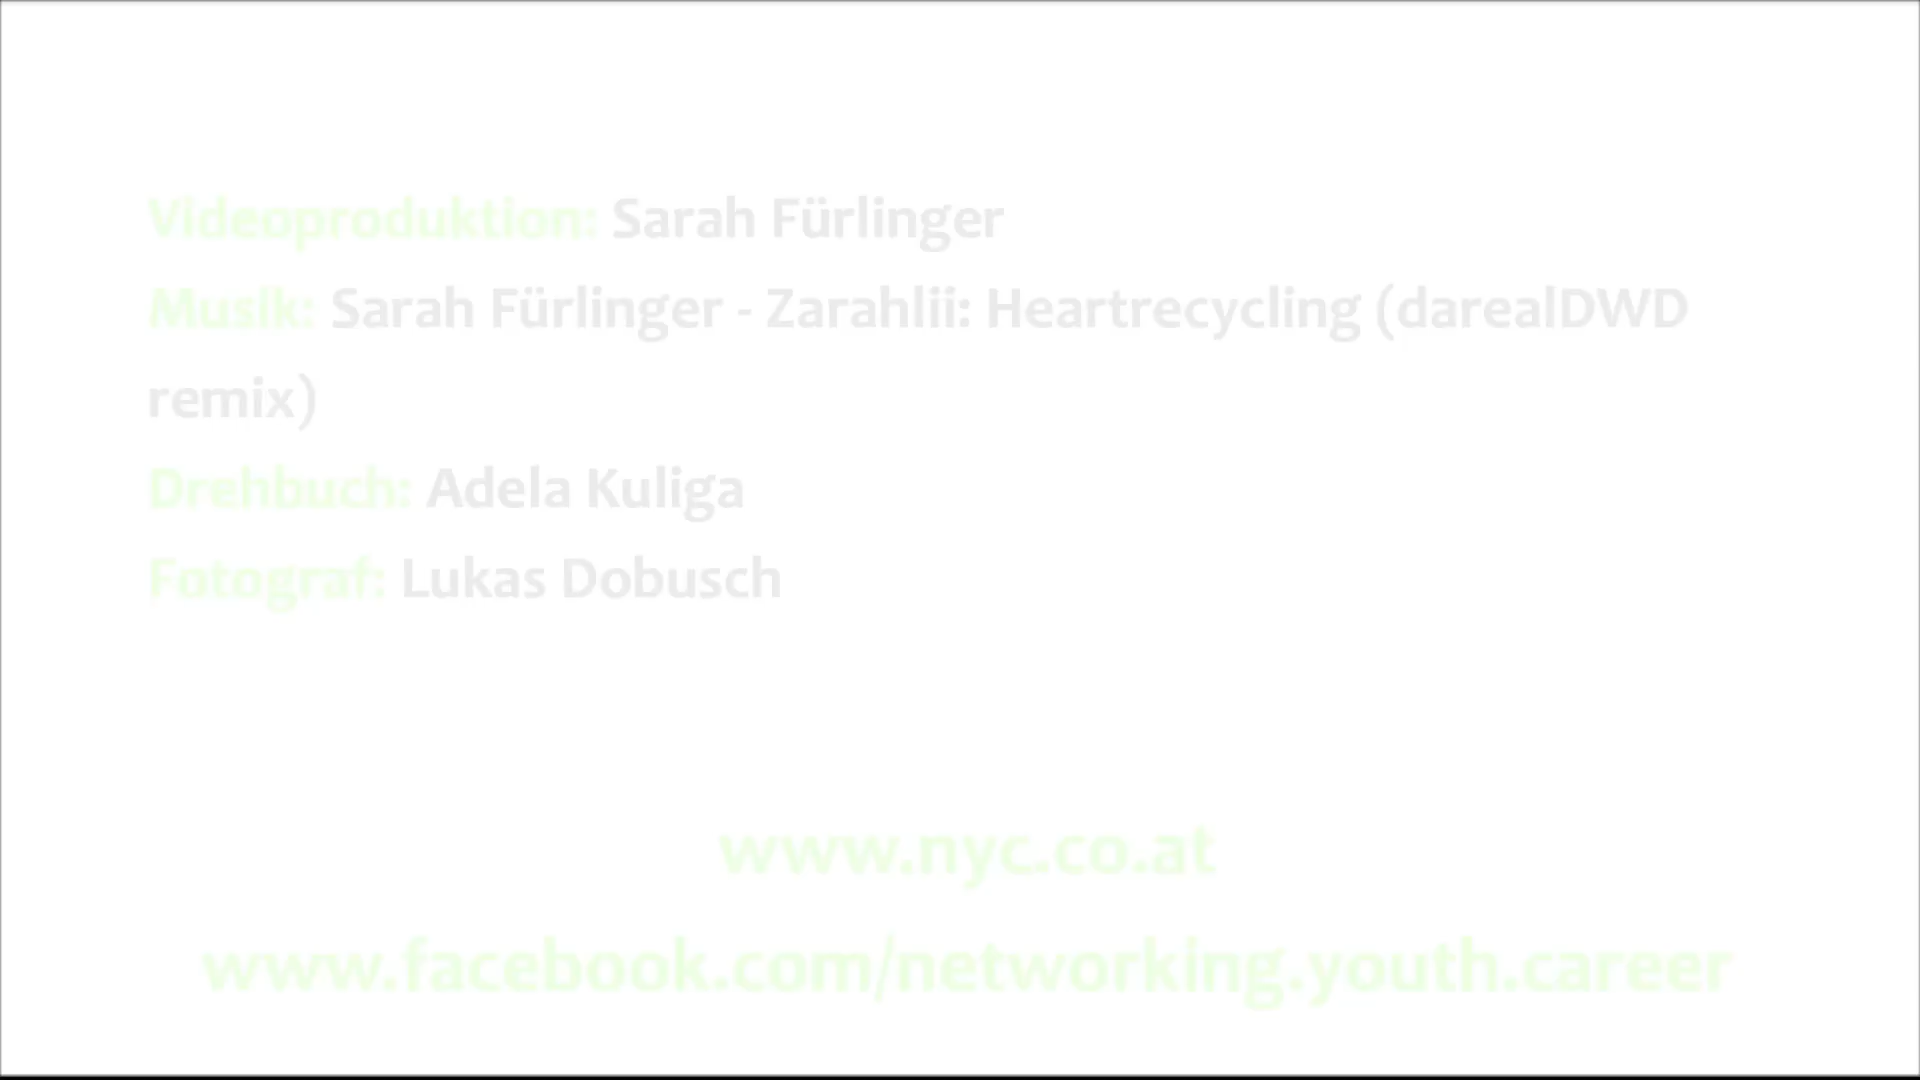 Videoproduktion: Sarah Fürlinger
Musik: Sarah Fürlinger - Zarahlii: Heartrecycling (darealDWD
remix)
Drehbuch: Adela Kuliga
Fotograf: Lukas Dobusch
www.nyc.co.at
www.facebook.com/networking.youth.career